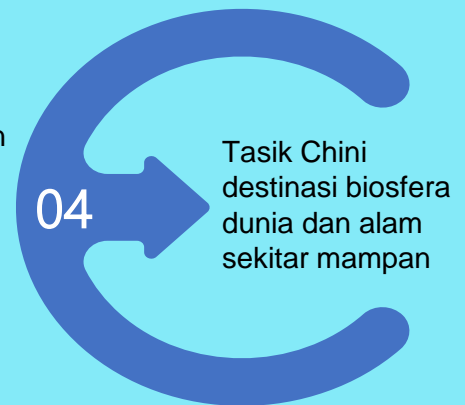 04
Tasik Chini
destinasi biosfera
dunia dan alam
sekitar mampan